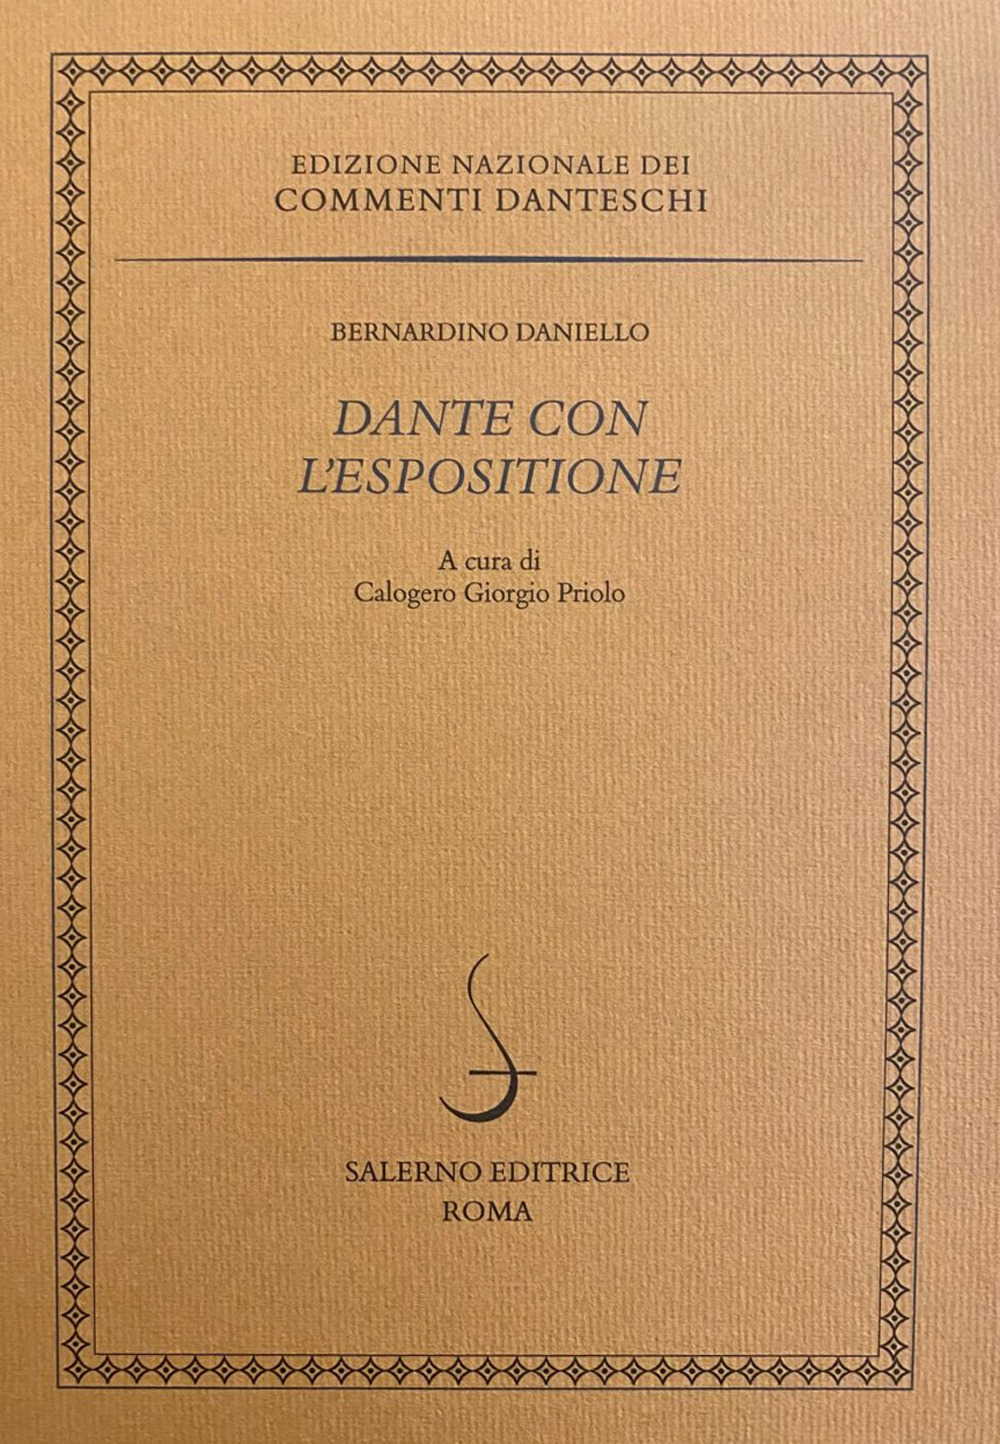 EDIZIONE NAZIONALE DEI
COMMENTI DANTESCHI
BERNARDINO DANIELLO
DANTE CON
L'ESPOSITIONE
A cura di
Calogero Giorgio Priolo
SALERNO EDITRICE
ROMA